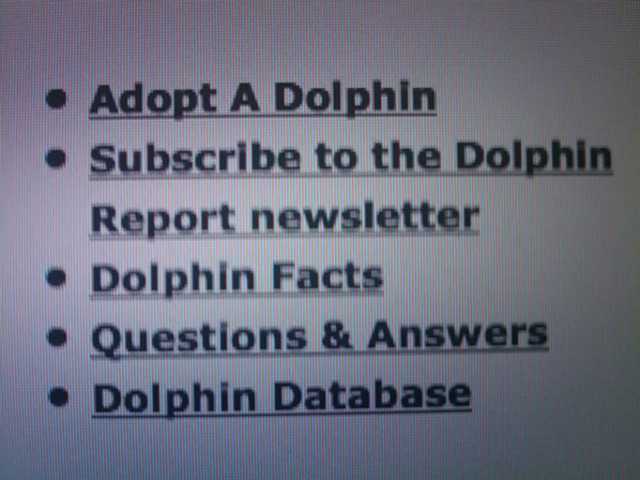 Adopt A Dolphin
Subscribe to the Dolphin
Report newsletter
Dolphin Facts
Questions & Answers
Dolphin Database